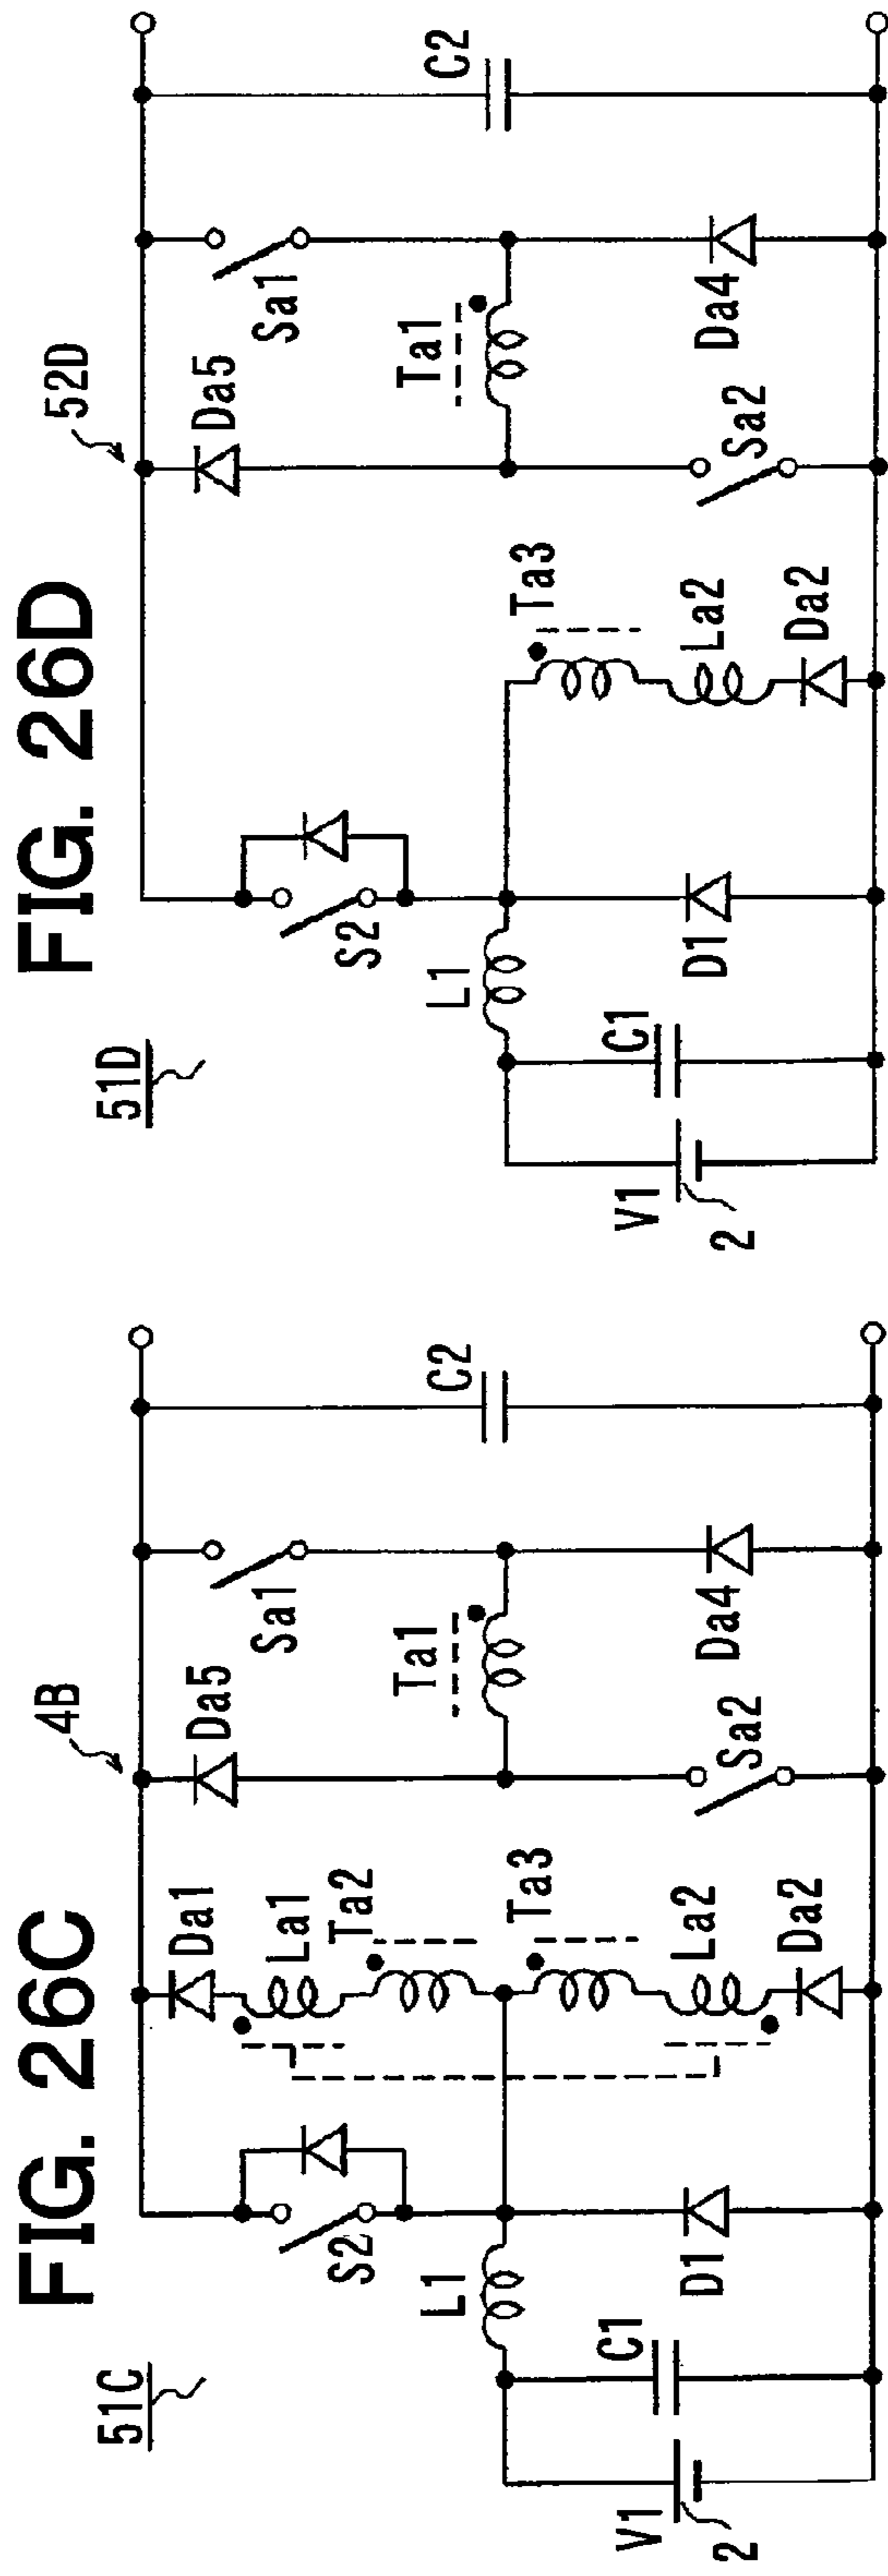 FIG. 26C
51C
4B
V1
2
C1
L1
S2
D1
Da1
La1
Ta2
Ta3
La2
Da2
Da5
Sa2
Ta1
Sa1
Da4
C2
FIG. 26D
51D
52D
V1
2
C1
L1
S2
D1
Ta3
La2
Da2
Da5
Sa2
Ta1
Sa1
Da4
C2